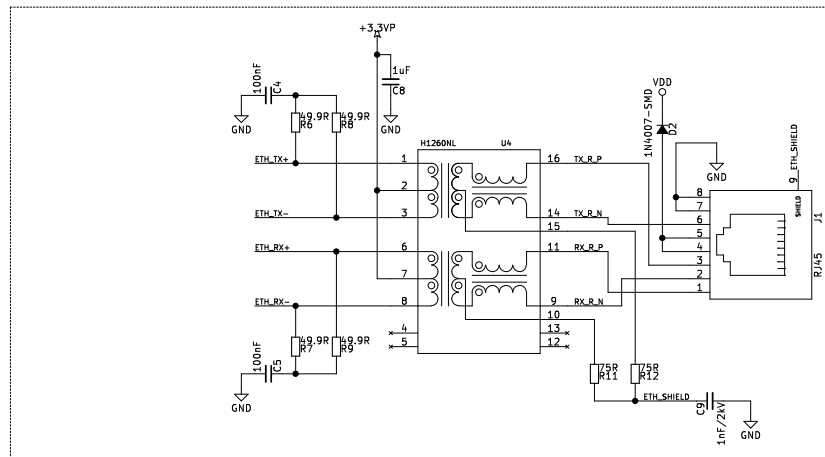 +3.3VP
1uF
C8
GND
100nF
C4
GND
49.9R
R6
49.9R
R8
H1260NL U4
ETH_TX+ 1
2
ETH_TX- 3
ETH_RX+ 6
7
ETH_RX- 8
4
5
16 TX_R_P
14 TX_R_N
15
11 RX_R_P
9 RX_R_N
10
13
12
49.9R
R7
49.9R
R9
100nF
C5
GND
75R
R11
75R
R12
ETH_SHIELD
C9
1nF/2kV
GND
VDD
1N4007-SMD
D2
GND
9 ETH_SHIELD
SHIELD
8
7
6
5
4
3
2
1
J1
RJ45